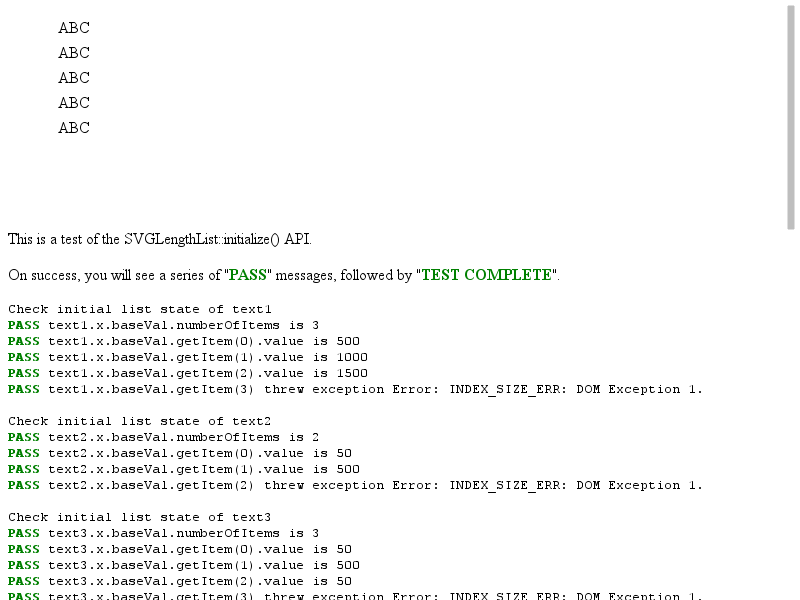 ABC
ABC
ABC
ABC
ABC
This is a test of the SVGLengthList::initialize() API.
On success, you will see a series of "PASS" messages, followed by "TEST COMPLETE".
Check initial list state of text1
PASS text1.x.baseVal.numberOfItems is 3
PASS text1.x.baseVal.getItem(0).value is 500
PASS text1.x.baseVal.getItem(1).value is 1000
PASS text1.x.baseVal.getItem(2).value is 1500
PASS text1.x.baseVal.getItem(3) threw exception Error: INDEX_SIZE_ERR: DOM Exception 1.
Check initial list state of text2
PASS text2.x.baseVal.numberOfItems is 2
PASS text2.x.baseVal.getItem(0).value is 50
PASS text2.x.baseVal.getItem(1).value is 500
PASS text2.x.baseVal.getItem(2) threw exception Error: INDEX_SIZE_ERR: DOM Exception 1.
Check initial list state of text3
PASS text3.x.baseVal.numberOfItems is 3
PASS text3.x.baseVal.getItem(0).value is 50
PASS text3.x.baseVal.getItem(1).value is 500
PASS text3.x.baseVal.getItem(2).value is 50
PASS text3.x.baseVal.getItem(3) threw exception Error: INDEX_SIZE_ERR: DOM Exception 1.